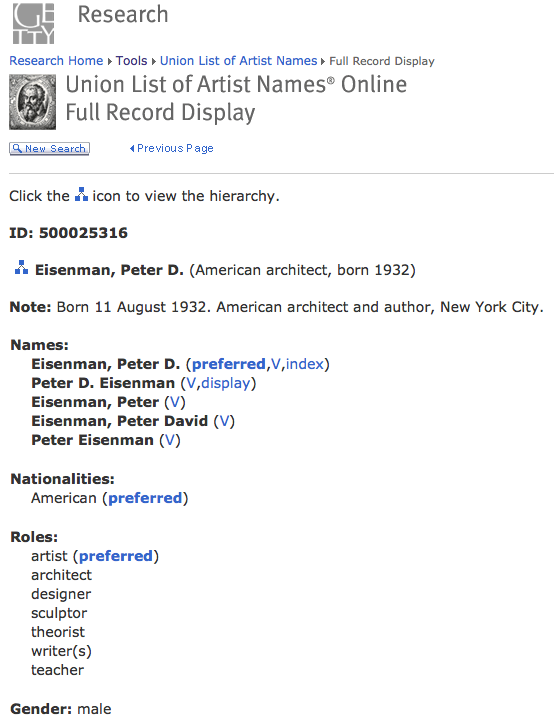 GE
TTY
Research
Research Home Tools Union List of Artist Names Full Record Display
Union List of Artist Names® Online
Full Record Display
New Search Previous Page
Click the icon to view the hierarchy.
ID: 500025316
Eisenman, Peter D. (American architect, born 1932)
Note: Born 11 August 1932. American architect and author, New York City.
Names:
Eisenman, Peter D. (preferred,V,index)
Peter D. Eisenman (V,display)
Eisenman, Peter (V)
Eisenman, Peter David (V)
Peter Eisenman (V)
Nationalities:
American (preferred)
Roles:
artist (preferred)
architect
designer
sculptor
theorist
writer(s)
teacher
Gender: male